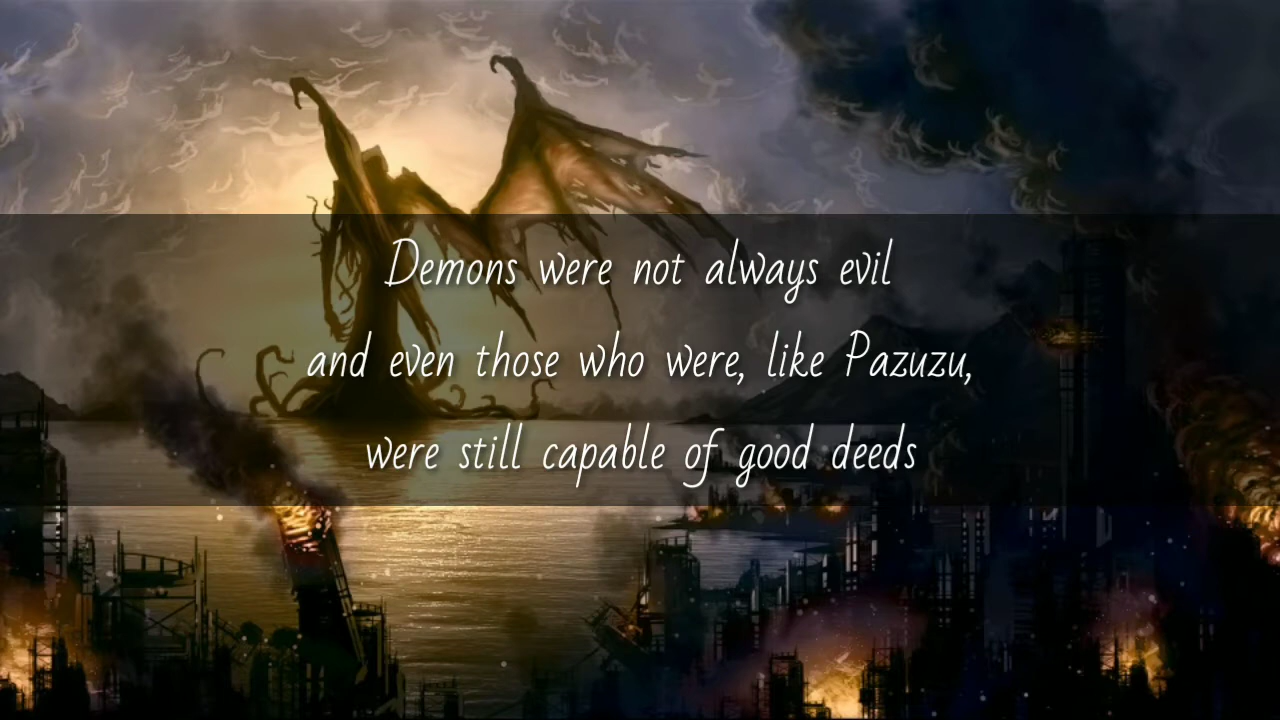 Demons were not always evil
and even those who were, like Pazuzu,
were still capable of good deeds